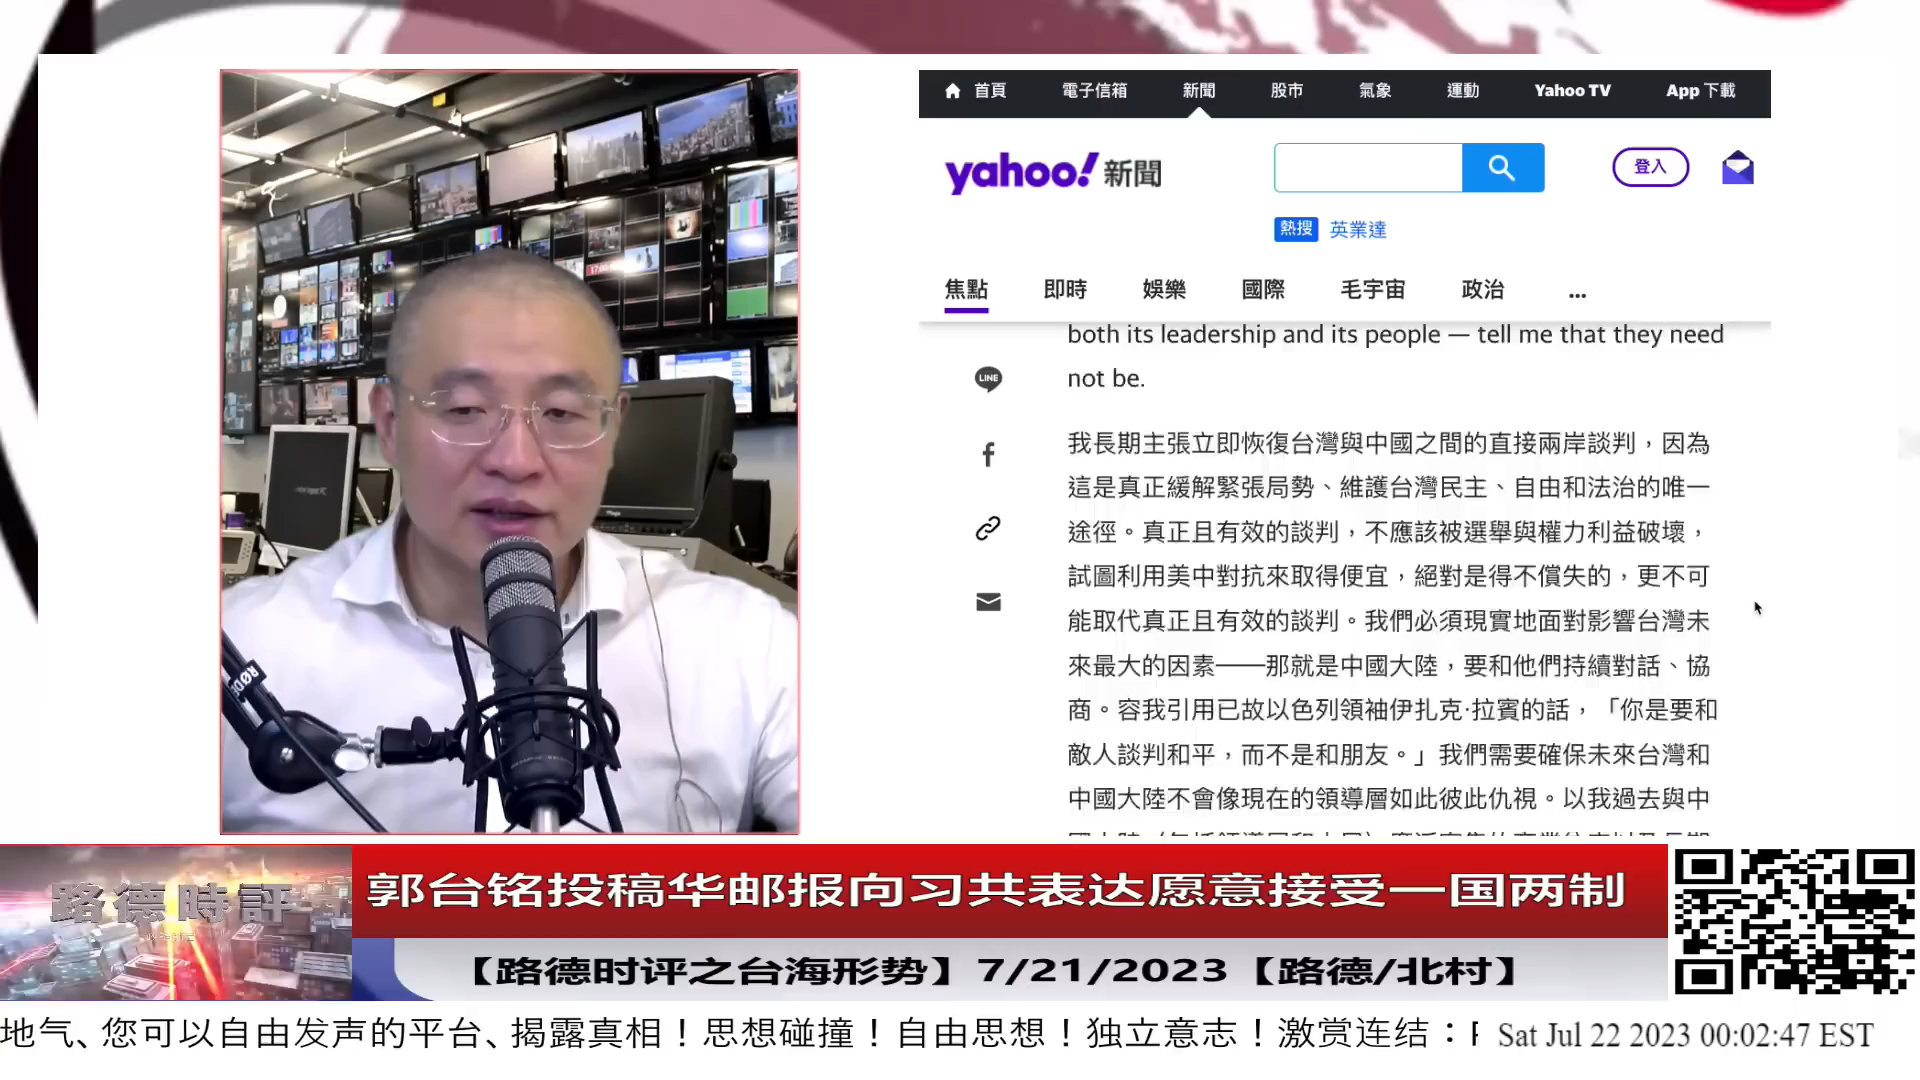 首頁 電子信箱 新聞 股市 氣象 運動 Yahoo TV App 下載
yahoo! 新聞
登入
熱搜 英業達
焦點 即時 娛樂 國際 毛宇宙 政治 ...
both its leadership and its people — tell me that they need
not be.
LINE
我長期主張立即恢復台灣與中國之間的直接兩岸談判，因為
這是真正緩解緊張局勢、維護台灣民主、自由和法治的唯一
途徑。真正且有效的談判，不應該被選舉與權力利益破壞，
試圖利用美中對抗來取得便宜，絕對是得不償失的，更不可
能取代真正且有效的談判。我們必須現實地面對影響台灣未
來最大的因素——那就是中國大陸，要和他們持續對話、協
商。容我引用已故以色列領袖伊扎克·拉賓的話，「你是要和
敵人談判和平，而不是和朋友。」我們需要確保未來台灣和
中國大陸不會像現在的領導層如此彼此仇視。以我過去與中
17:00
RØDE
路德時評
郭台铭投稿华邮报向习共表达愿意接受一国两制
【路德时评之台海形势】7/21/2023【路德/北村】
地气、您可以自由发声的平台、揭露真相！思想碰撞！自由思想！独立意志！激赏连结：
Sat Jul 22 2023 00:02:47 EST